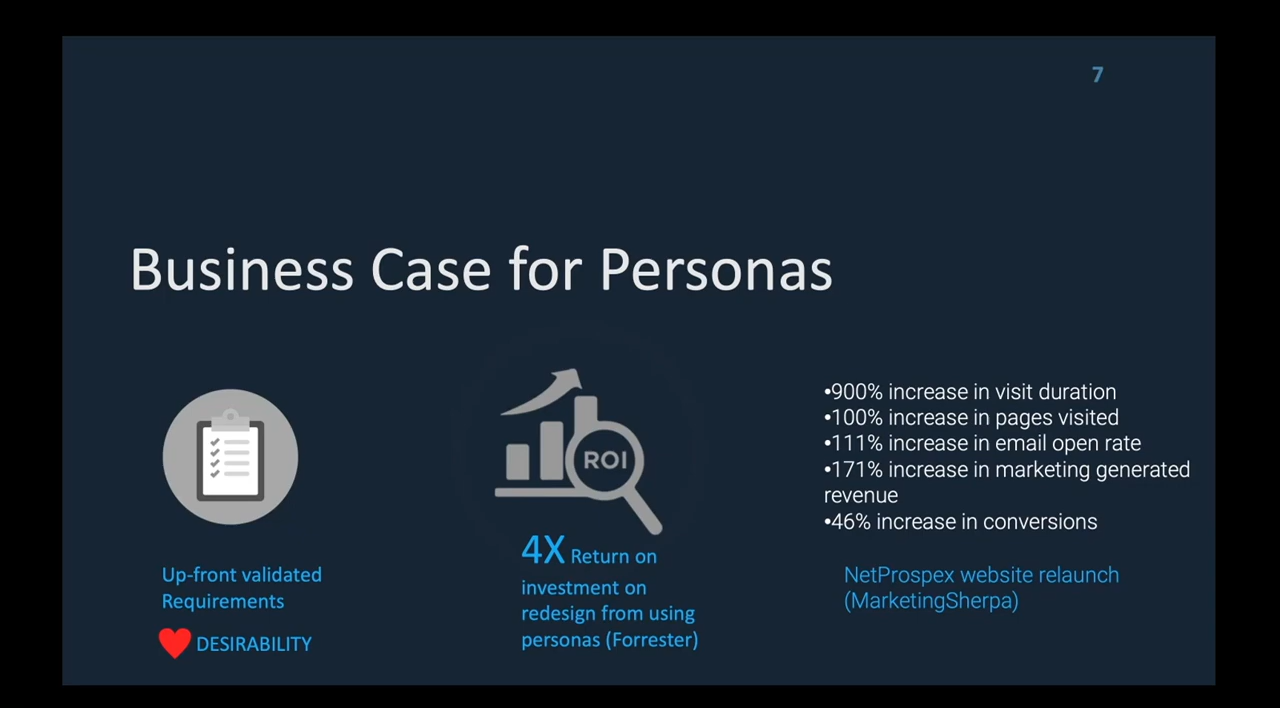 7
Business Case for Personas
Up-front validated
Requirements
DESIRABILITY
ROI
4X Return on
investment on
redesign from using
personas (Forrester)
•900% increase in visit duration
•100% increase in pages visited
•111% increase in email open rate
•171% increase in marketing generated
revenue
•46% increase in conversions
NetProspex website relaunch
(MarketingSherpa)